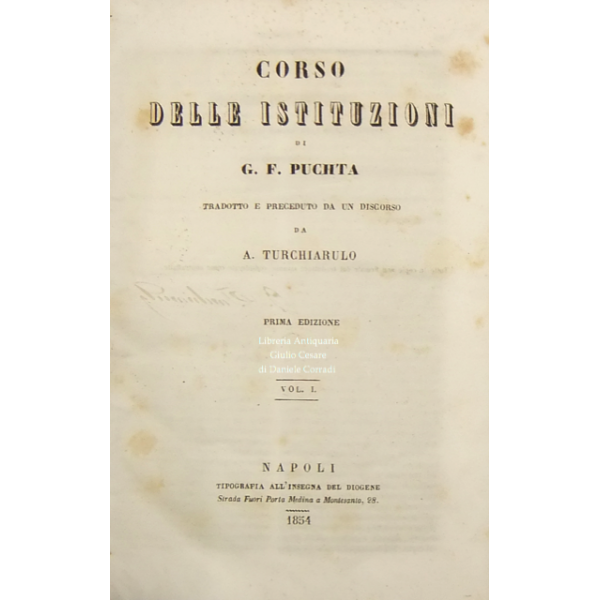 CORSO
DELLE ISTITUZIONI
DI
G. F. PUCHTA
TRADOTTO E PRECEDUTO DA UN DISCORSO
DA
A. TURCHIARULO
PRIMA EDIZIONE
Libreria Antiquaria
Giulio Cesare
di Daniele Corradi
VOL. I.
NAPOLI
TIPOGRAFIA ALL'INSEGNA DEL DIOGENE
Strada Fuori Porta Medina a Montesanto, 28.
1854